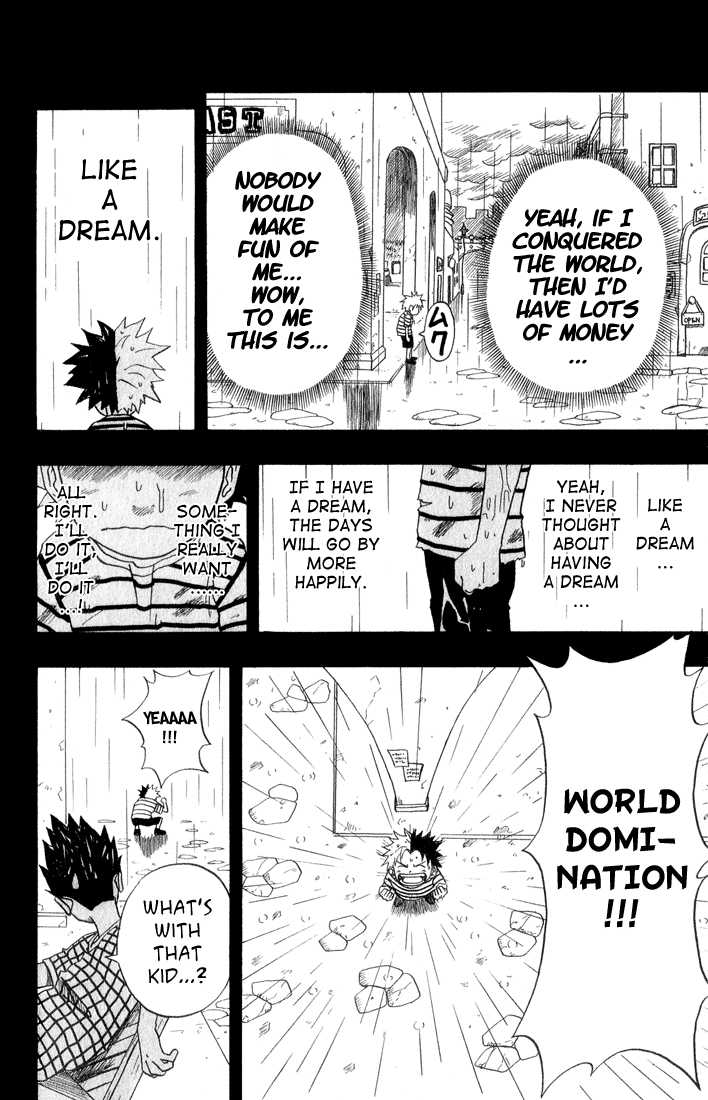 YEAH, IF I
CONQUERED
THE WORLD,
THEN I'D
HAVE LOTS
OF MONEY
...
OPEN
AST
ムフ
NOBODY
WOULD
MAKE
FUN OF
ME...
WOW,
TO ME
THIS IS...
LIKE
A
DREAM.
LIKE
A
DREAM
...
YEAH,
I NEVER
THOUGHT
ABOUT
HAVING
A DREAM
...
IF I HAVE
A DREAM,
THE DAYS
WILL GO BY
MORE
HAPPILY.
SOME-
THING I
REALLY
WANT
......
ALL
RIGHT.
I'LL
DO IT,
I'LL
DO IT
...!
WORLD
DOMI-
NATION
!!!
YEAAAA
!!!
WHAT'S
WITH
THAT
KID...?